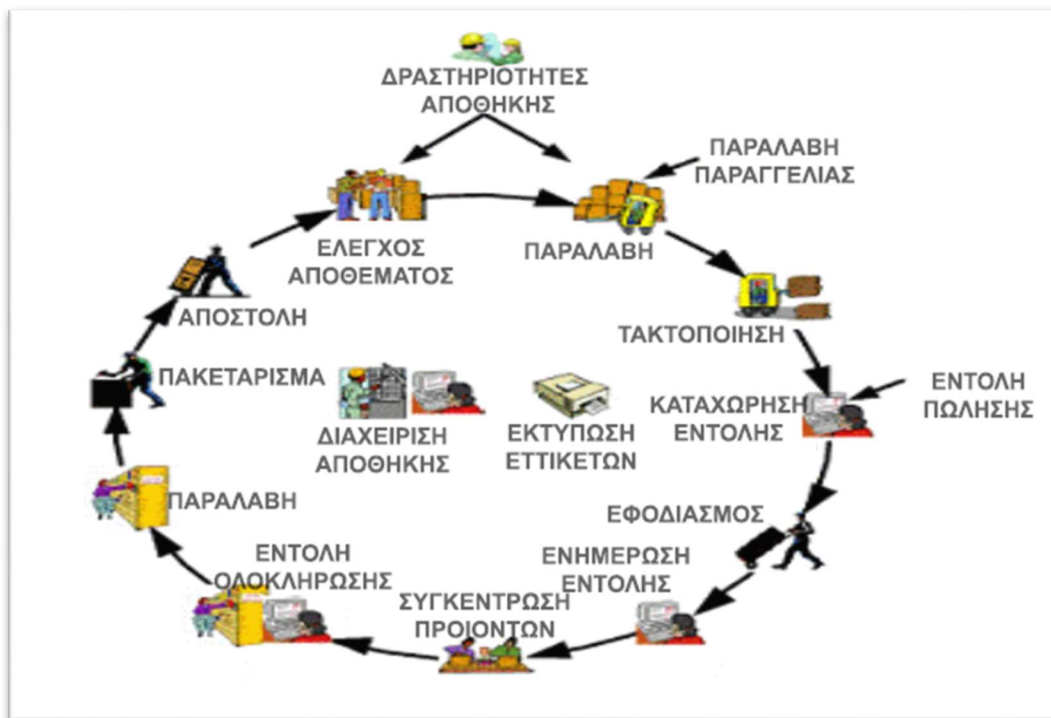 ΔΡΑΣΤΗΡΙΟΤΗΤΕΣ
ΑΠΟΘΗΚΗΣ
ΠΑΡΑΛΑΒΗ
ΠΑΡΑΓΓΕΛΙΑΣ
ΕΛΕΓΧΟΣ
ΑΠΟΘΕΜΑΤΟΣ
ΠΑΡΑΛΑΒΗ
ΑΠΟΣΤΟΛΗ
ΤΑΚΤΟΠΟΙΗΣΗ
ΠΑΚΕΤΑΡΙΣΜΑ
ΔΙΑΧΕΙΡΙΣΗ
ΑΠΟΘΗΚΗΣ
ΕΚΤΥΠΩΣΗ
ΕΤΤΙΚΕΤΩΝ
ΚΑΤΑΧΩΡΗΣΗ
ΕΝΤΟΛΗΣ
ΕΝΤΟΛΗ
ΠΩΛΗΣΗΣ
ΠΑΡΑΛΑΒΗ
ΕΦΟΔΙΑΣΜΟΣ
ΕΝΤΟΛΗ
ΟΛΟΚΛΗΡΩΣΗΣ
ΕΝΗΜΕΡΩΣΗ
ΕΝΤΟΛΗΣ
ΣΥΓΚΕΝΤΡΩΣΗ
ΠΡΟΙΟΝΤΩΝ